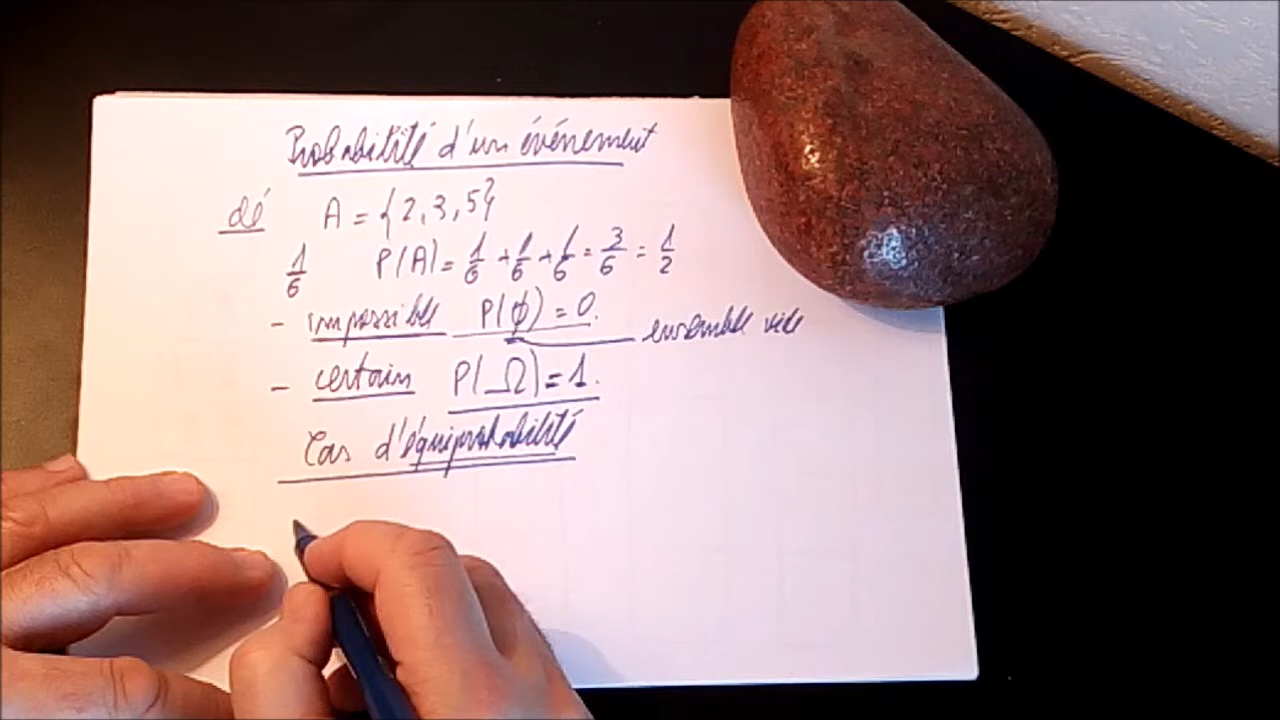 Probabilité d'un événement
dé A = {2, 3, 5}
1/6 P(A) = 1/6 + 1/6 + 1/6 = 3/6 = 1/2
- impossible P(∅) = 0. ensemble vide
- certain P(Ω) = 1.
Cas d'équiprobabilité